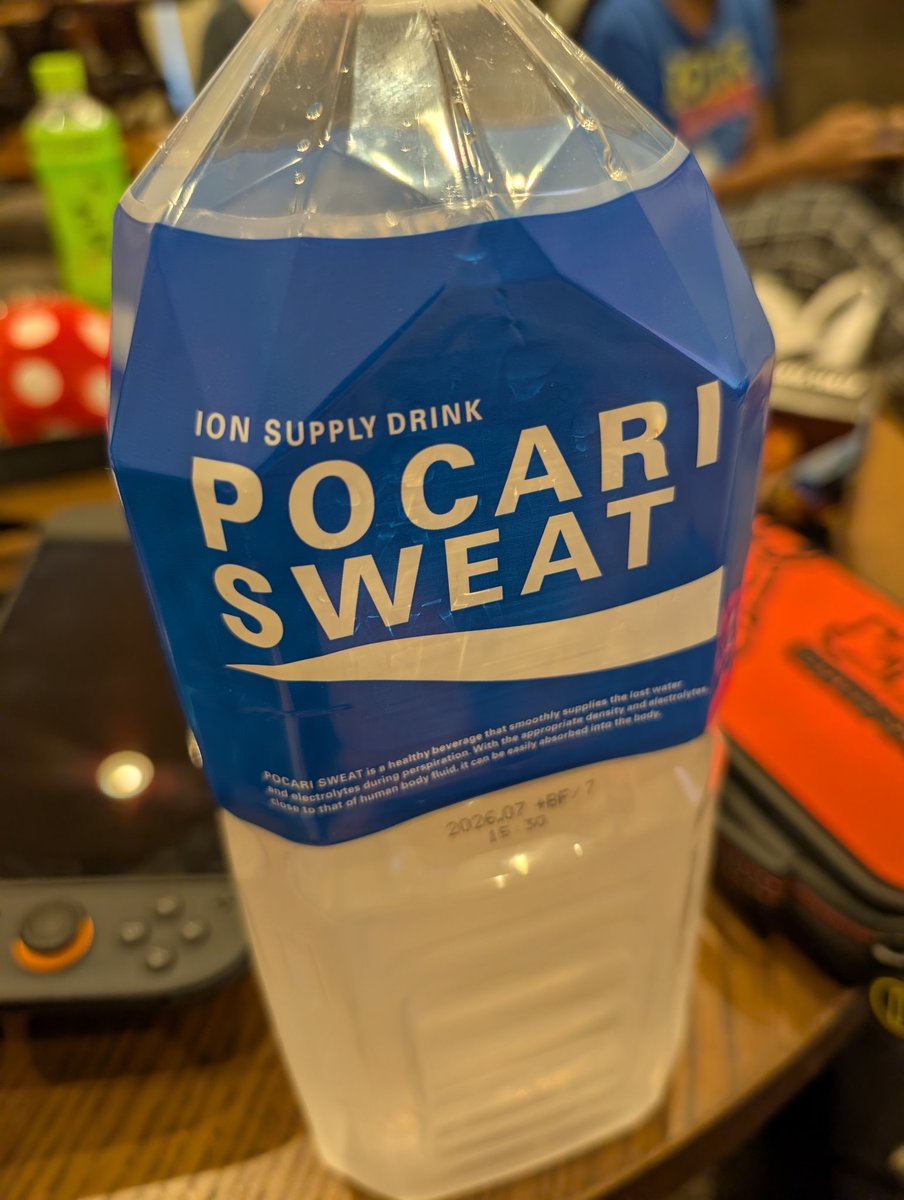 ION SUPPLY DRINK
POCARI
SWEAT
POCARI SWEAT is a healthy beverage that smoothly supplies the lost water
and electrolytes during perspiration. With the appropriate density and electrolytes,
close to that of human body fluid, it can be easily absorbed into the body.
2026.07 *BF/7
15 30